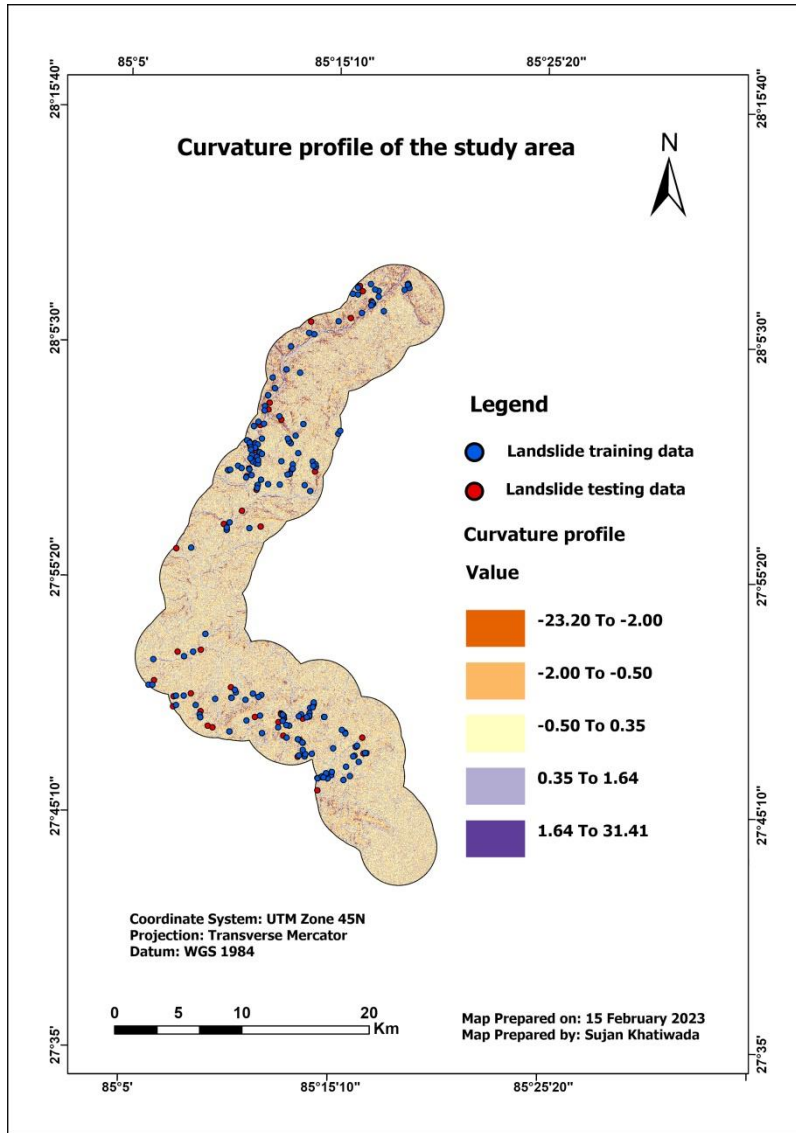 85°5' 85°15'10" 85°25'20"
28°15'40" 28°15'40"
Curvature profile of the study area
N
28°5'30" 28°5'30"
Legend
Landslide training data
Landslide testing data
Curvature profile
Value
27°55'20" 27°55'20"
-23.20 To -2.00
-2.00 To -0.50
-0.50 To 0.35
0.35 To 1.64
27°45'10" 27°45'10"
1.64 To 31.41
Coordinate System: UTM Zone 45N
Projection: Transverse Mercator
Datum: WGS 1984
0 5 10 20
Km
Map Prepared on: 15 February 2023
Map Prepared by: Sujan Khatiwada
27°35' 27°35'
85°5' 85°15'10" 85°25'20"